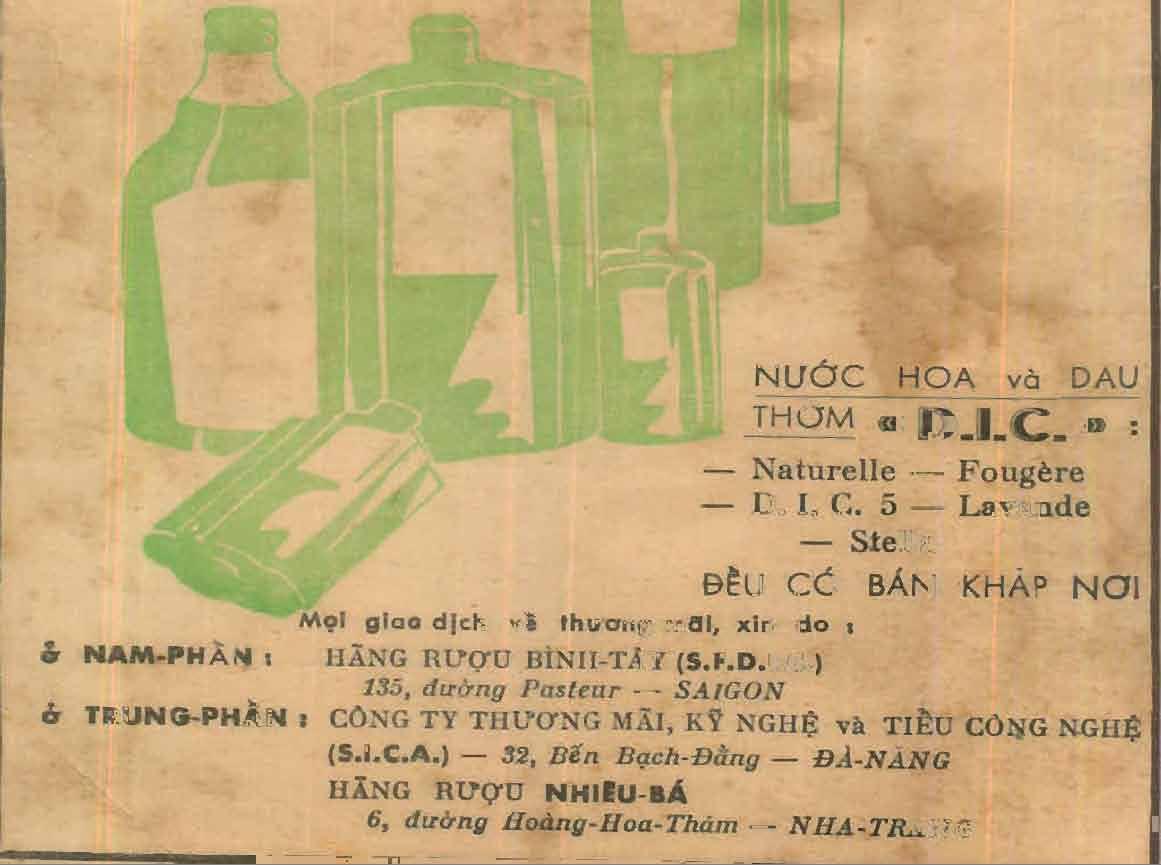 NƯỚC HOA và DẦU
THƠM « D.I.C. » :
— Naturelle — Fougère
— D. I. C. 5 — Lavande
— Stella
ĐỀU CÓ BÁN KHẮP NƠI
Mọi giao dịch về thương mãi, xin do :
ở NAM-PHẦN : HÃNG RƯỢU BÌNH-TÂY (S.F.D.
135, đường Pasteur — SAIGON
ở TRUNG-PHẦN : CÔNG TY THƯƠNG MÃI, KỸ NGHỆ và TIỂU CÔNG NGHỆ
(S.I.C.A.) — 32, Bến Bạch-Đằng — ĐÀ-NẴNG
HÃNG RƯỢU NHIÊU-BÁ
6, đường Hoàng-Hoa-Thám — NHA-TRANG